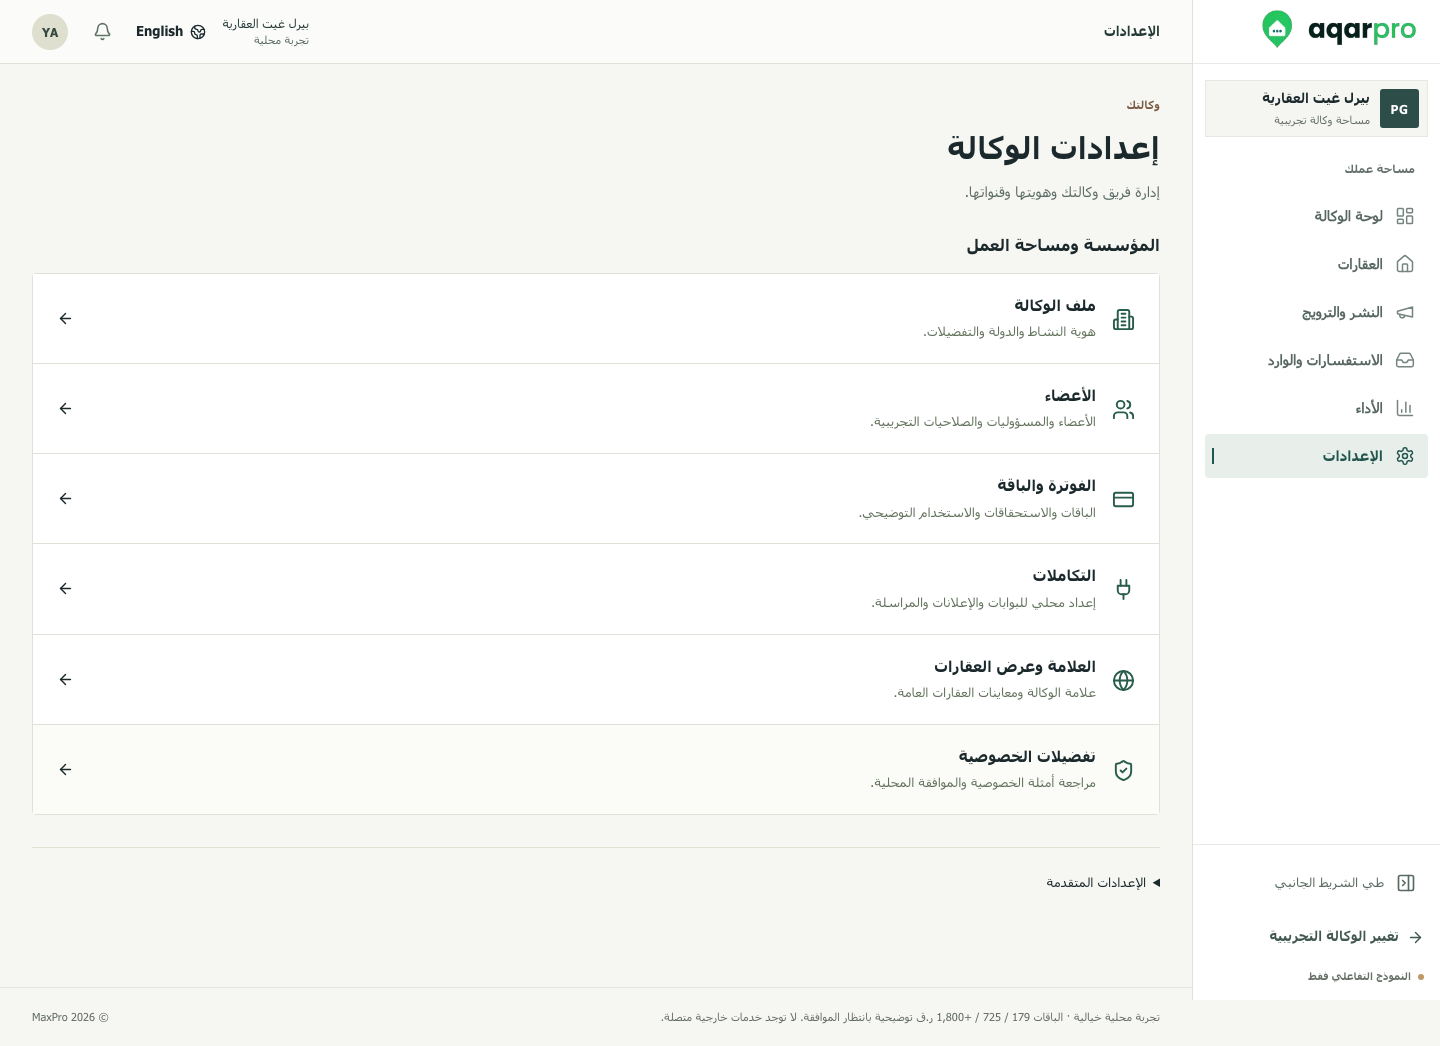 aqarpro
الإعدادات
بيرل غيت العقارية
تجربة محلية
English
YA
PG
بيرل غيت العقارية
مساحة وكالة تجريبية
مساحة عملك
لوحة الوكالة
العقارات
النشر والترويج
الاستفسارات والوارد
الأداء
الإعدادات
طي الشريط الجانبي
تغيير الوكالة التجريبية
النموذج التفاعلي فقط
وكالتك
إعدادات الوكالة
إدارة فريق وكالتك وهويتها وقنواتها.
المؤسسة ومساحة العمل
ملف الوكالة
هوية النشاط والدولة والتفضيلات.
الأعضاء
الأعضاء والمسؤوليات والصلاحيات التجريبية.
الفوترة والباقة
الباقات والاستحقاقات والاستخدام التوضيحي.
التكاملات
إعداد محلي للبوابات والإعلانات والمراسلة.
العلامة وعرض العقارات
علامة الوكالة ومعاينات العقارات العامة.
تفضيلات الخصوصية
مراجعة أمثلة الخصوصية والموافقة المحلية.
الإعدادات المتقدمة
تجربة محلية خيالية · الباقات 179 / 725 / 1,800+ ر.ق توضيحية بانتظار الموافقة. لا توجد خدمات خارجية متصلة.
© 2026 MaxPro